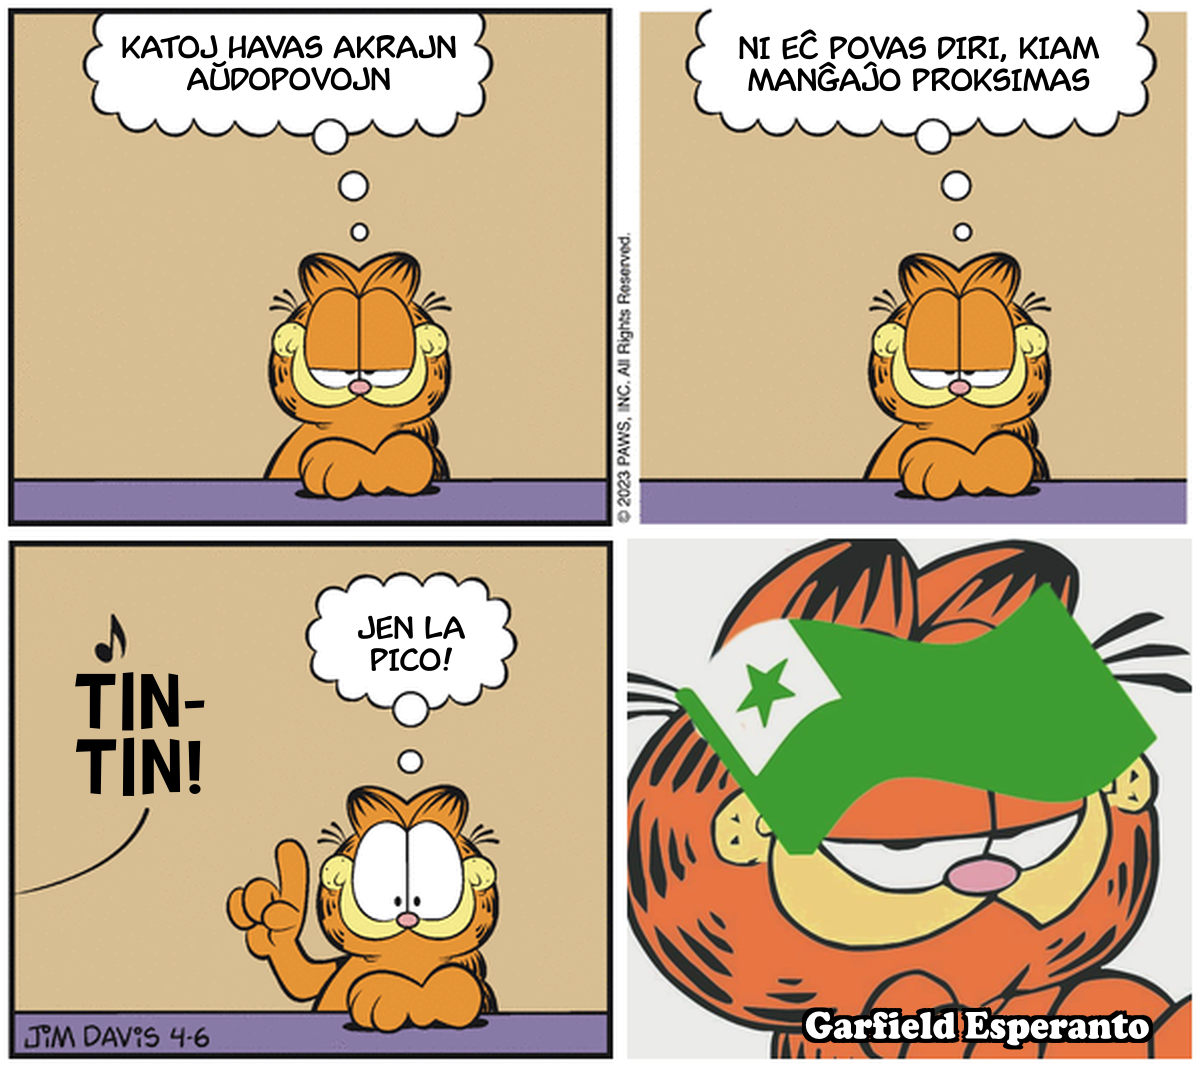 KATOJ HAVAS AKRAJN
AŬDOPOVOJN
NI EĈ POVAS DIRI, KIAM
MANĜAĴO PROKSIMAS
© 2023 PAWS, INC. All Rights Reserved.
TIN-
TIN!
JEN LA
PICO!
JIM DAVIS 4-6
Garfield Esperanto